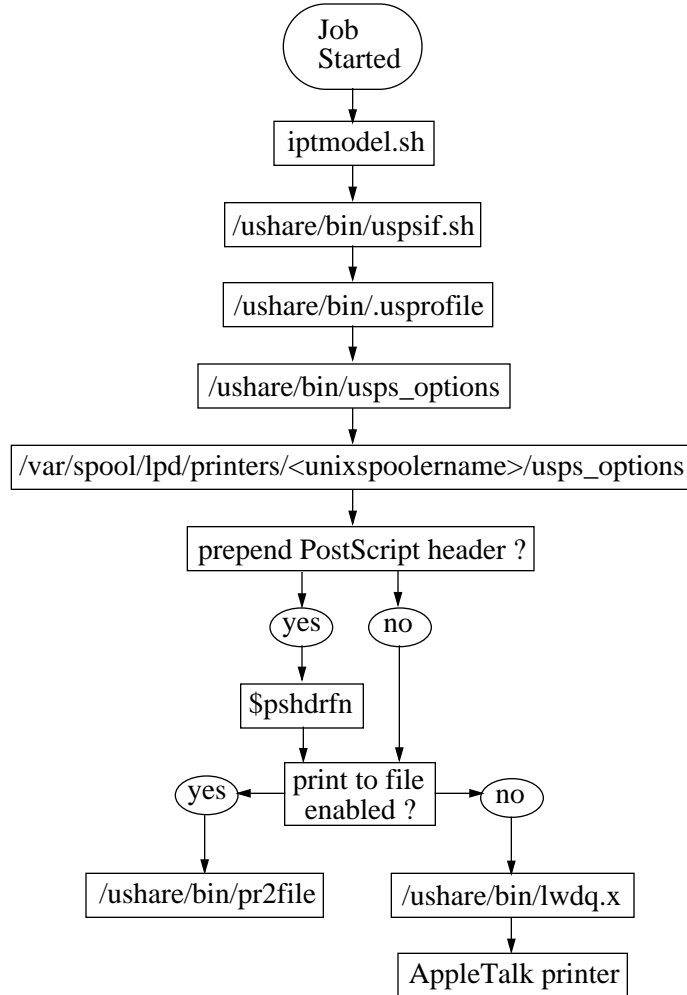 Job
Started
iptmodel.sh
/ushare/bin/uspsif.sh
/ushare/bin/.usprofile
/ushare/bin/usps_options
/var/spool/lpd/printers/<unixspoolername>/usps_options
prepend PostScript header ?
yes
no
$pshdrfn
yes
print to file
enabled ?
no
/ushare/bin/pr2file
/ushare/bin/lwdq.x
AppleTalk printer